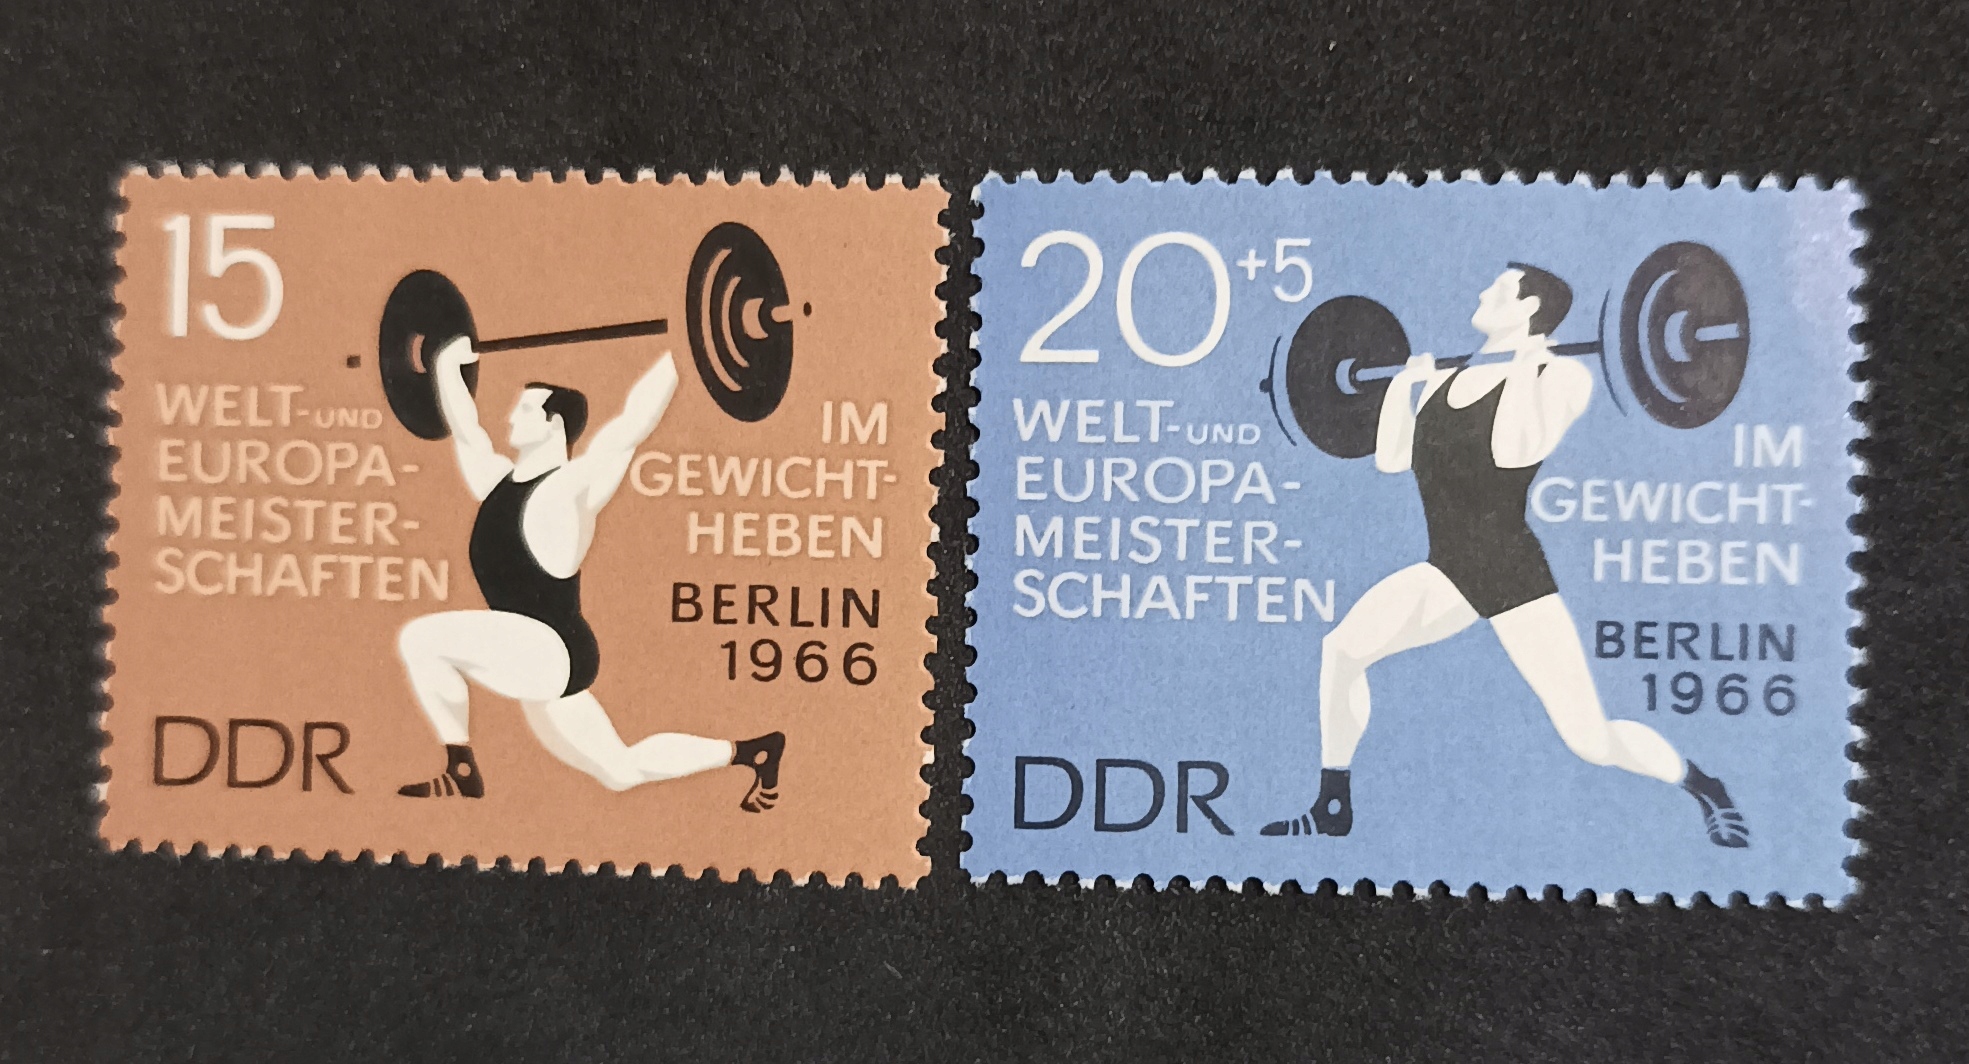 15
WELT-UND
EUROPA-
MEISTER-
SCHAFTEN
IM
GEWICHT-
HEBEN
BERLIN
1966
DDR
20+5
WELT-UND
EUROPA-
MEISTER-
SCHAFTEN
IM
GEWICHT-
HEBEN
BERLIN
1966
DDR